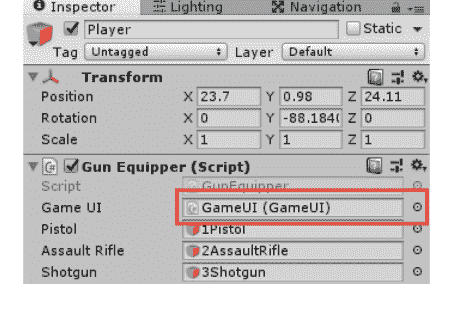 Inspector Lighting Navigation
Player Static
Tag Untagged Layer Default
Transform
Position X 23.7 Y 0.98 Z 24.11
Rotation X 0 Y -88.184( Z 0
Scale X 1 Y 1 Z 1
Gun Equipper (Script)
Script GunEquipper
Game UI GameUI (GameUI)
Pistol 1Pistol
Assault Rifle 2AssaultRifle
Shotgun 3Shotgun